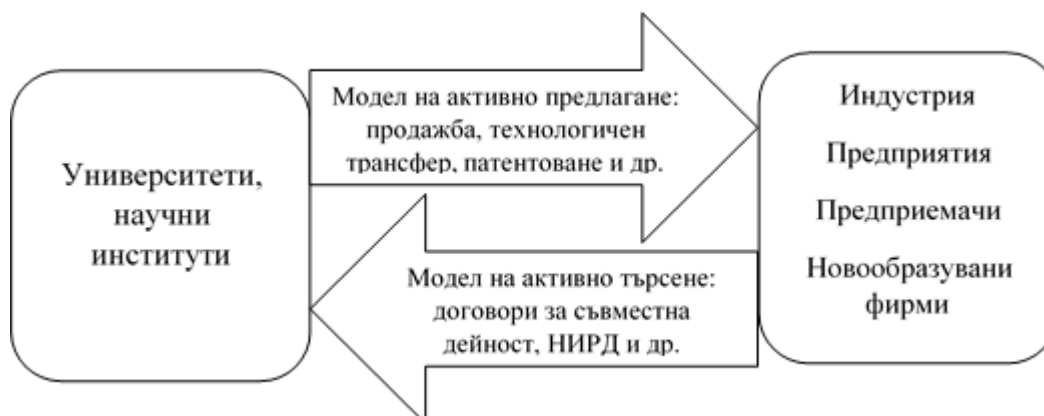 Университети,
научни
институти
Модел на активно предлагане:
продажба, технологичен
трансфер, патентоване и др.
Модел на активно търсене:
договори за съвместна
дейност, НИРД и др.
Индустрия
Предприятия
Предприемачи
Новообразувани
фирми